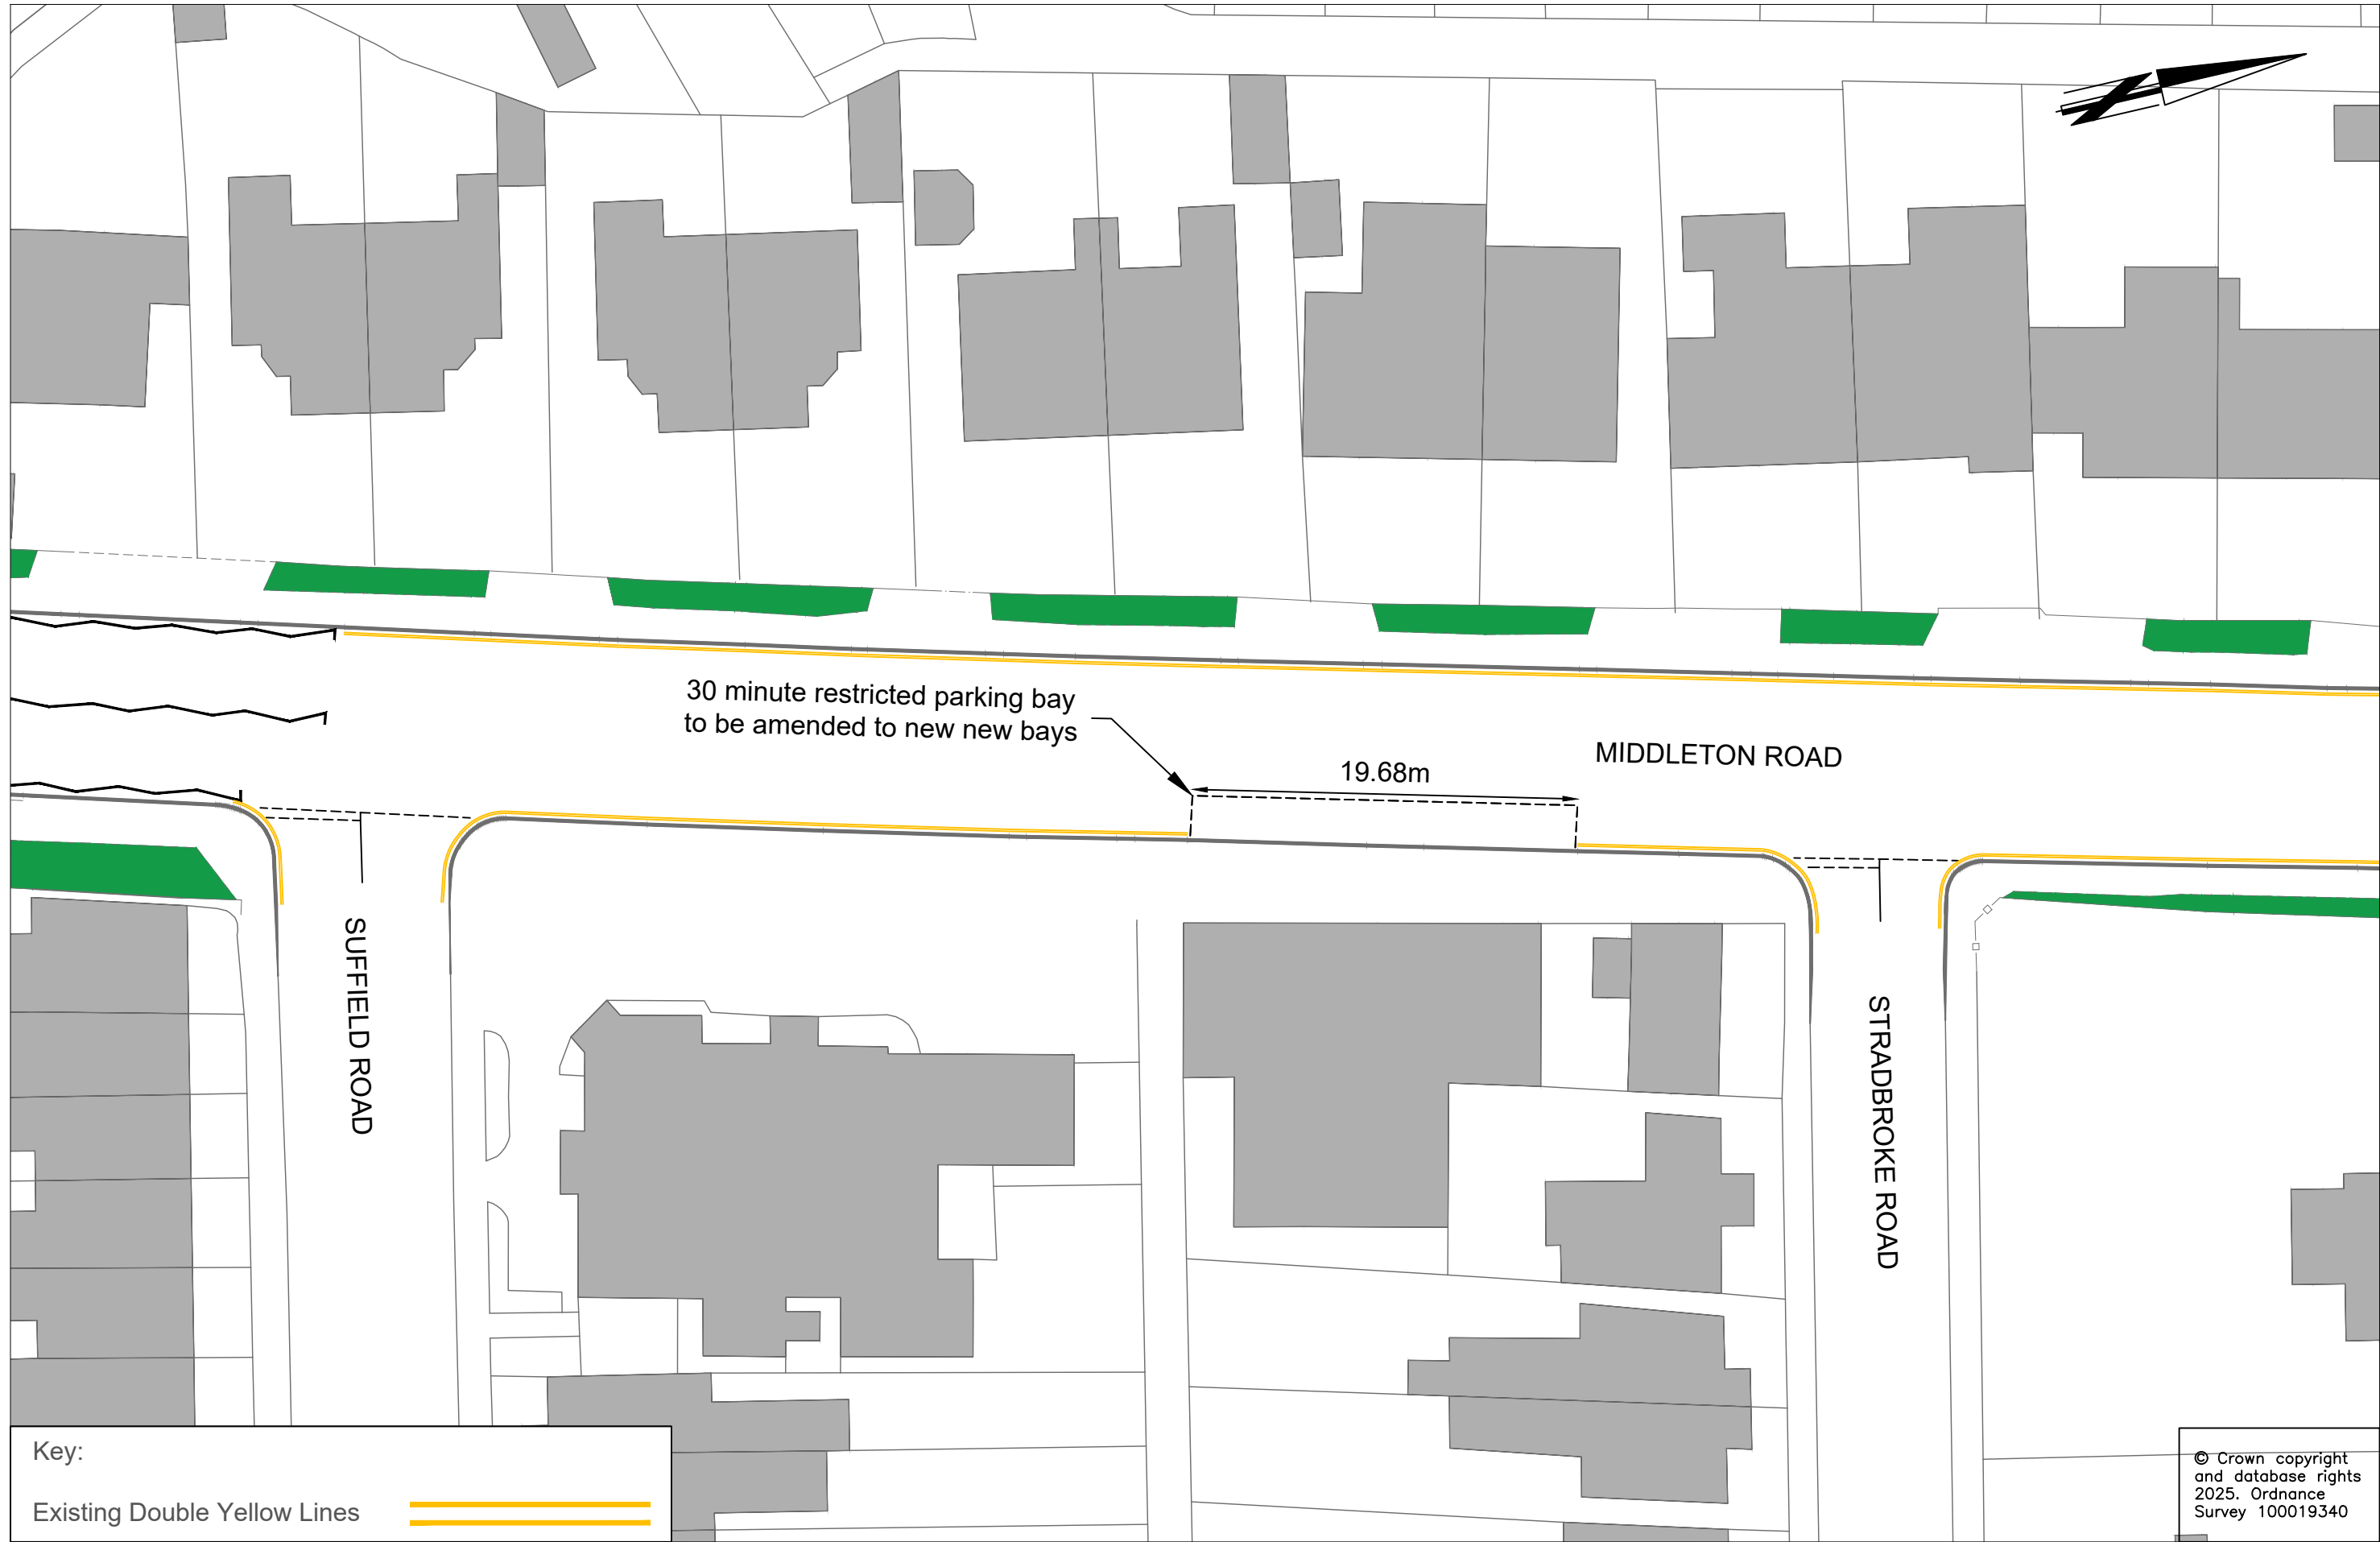 30 minute restricted parking bay
to be amended to new new bays
MIDDLETON ROAD
19.68m
SUFFIELD ROAD
STRADBROKE ROAD
Key:
Existing Double Yellow Lines
© Crown copyright
and database rights
2025. Ordnance
Survey 100019340